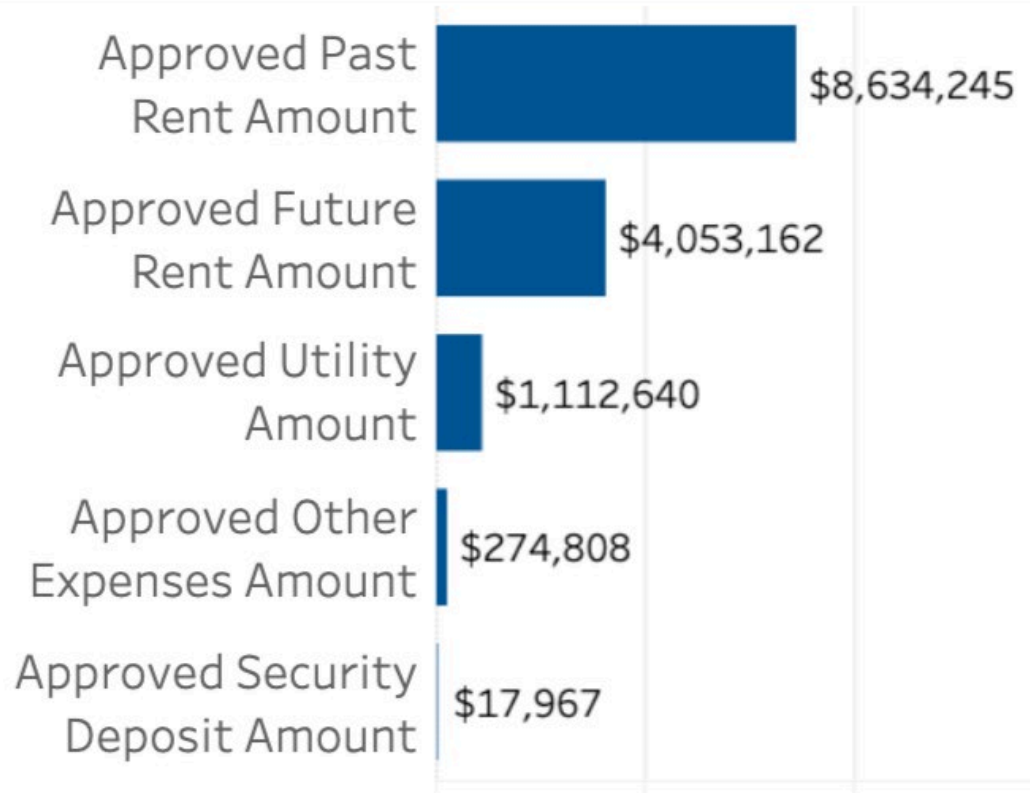 Approved Past
Rent Amount
$8,634,245
Approved Future
Rent Amount
$4,053,162
Approved Utility
Amount
$1,112,640
Approved Other
Expenses Amount
$274,808
Approved Security
Deposit Amount
$17,967